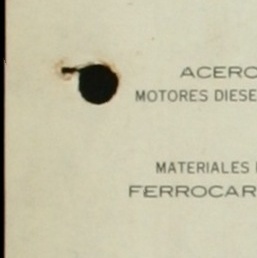 ACERO
MOTORES DIESE
MATERIALES
FERROCAR